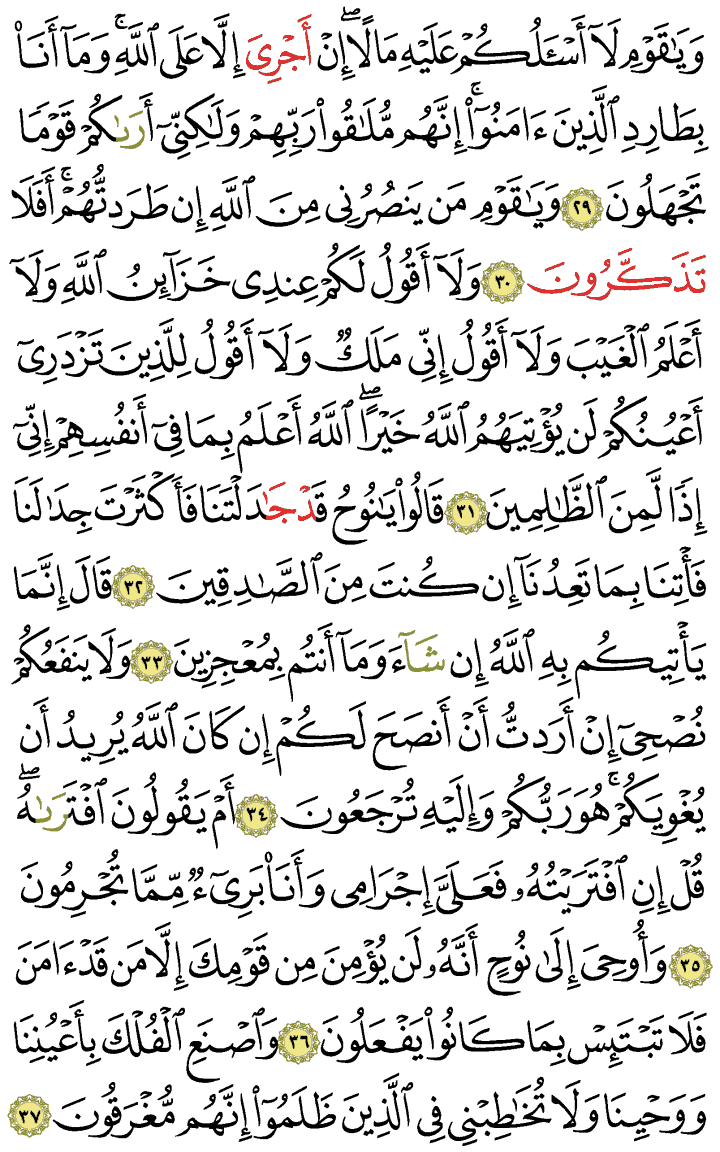 وَيَٰقَوۡمِ لَآ أَسۡـَٔلُكُمۡ عَلَيۡهِ مَالًاۖ إِنۡ أَجۡرِيَ إِلَّا عَلَى ٱللَّهِۚ وَمَآ أَنَا۠
بِطَارِدِ ٱلَّذِينَ ءَامَنُوٓاْۚ إِنَّهُم مُّلَٰقُواْ رَبِّهِمۡ وَلَٰكِنِّيٓ أَرَىٰكُمۡ قَوۡمٗا
تَجۡهَلُونَ ٢٩ وَيَٰقَوۡمِ مَن يَنصُرُنِي مِنَ ٱللَّهِ إِن طَرَدتُّهُمۡۚ أَفَلَا
تَذَّكَّرُونَ ٣٠ وَلَآ أَقُولُ لَكُمۡ عِندِي خَزَآئِنُ ٱللَّهِ وَلَآ
أَعۡلَمُ ٱلۡغَيۡبَ وَلَآ أَقُولُ إِنِّي مَلَكٞ وَلَآ أَقُولُ لِلَّذِينَ تَزۡدَرِيٓ
أَعۡيُنُكُمۡ لَن يُؤۡتِيَهُمُ ٱللَّهُ خَيۡرًاۖ ٱللَّهُ أَعۡلَمُ بِمَا فِيٓ أَنفُسِهِمۡ إِنِّيٓ
إِذٗا لَّمِنَ ٱلظَّٰلِمِينَ ٣١ قَالُواْ يَٰنُوحُ قَد جَٰدَلۡتَنَا فَأَكۡثَرۡتَ جِدَٰلَنَا
فَأۡتِنَا بِمَا تَعِدُنَآ إِن كُنتَ مِنَ ٱلصَّٰدِقِينَ ٣٢ قَالَ إِنَّمَا
يَأۡتِيكُم بِهِ ٱللَّهُ إِن شَآءَ وَمَآ أَنتُم بِمُعۡجِزِينَ ٣٣ وَلَا يَنفَعُكُمۡ
نُصۡحِيٓ إِنۡ أَرَدتُّ أَنۡ أَنصَحَ لَكُمۡ إِن كَانَ ٱللَّهُ يُرِيدُ أَن
يُغۡوِيَكُمۡۚ هُوَ رَبُّكُمۡ وَإِلَيۡهِ تُرۡجَعُونَ ٣٤ أَمۡ يَقُولُونَ ٱفۡتَرَىٰهُۖ
قُلۡ إِنِ ٱفۡتَرَيۡتُهُۥ فَعَلَيَّ إِجۡرَامِي وَأَنَا۠ بَرِيٓءٞ مِّمَّا تُجۡرِمُونَ
٣٥ وَأُوحِيَ إِلَىٰ نُوحٍ أَنَّهُۥ لَن يُؤۡمِنَ مِن قَوۡمِكَ إِلَّا مَن قَدۡ ءَامَنَ
فَلَا تَبۡتَئِسۡ بِمَا كَانُواْ يَفۡعَلُونَ ٣٦ وَٱصۡنَعِ ٱلۡفُلۡكَ بِأَعۡيُنِنَا
وَوَحۡيِنَا وَلَا تُخَٰطِبۡنِي فِي ٱلَّذِينَ ظَلَمُوٓاْ إِنَّهُم مُّغۡرَقُونَ ٣٧